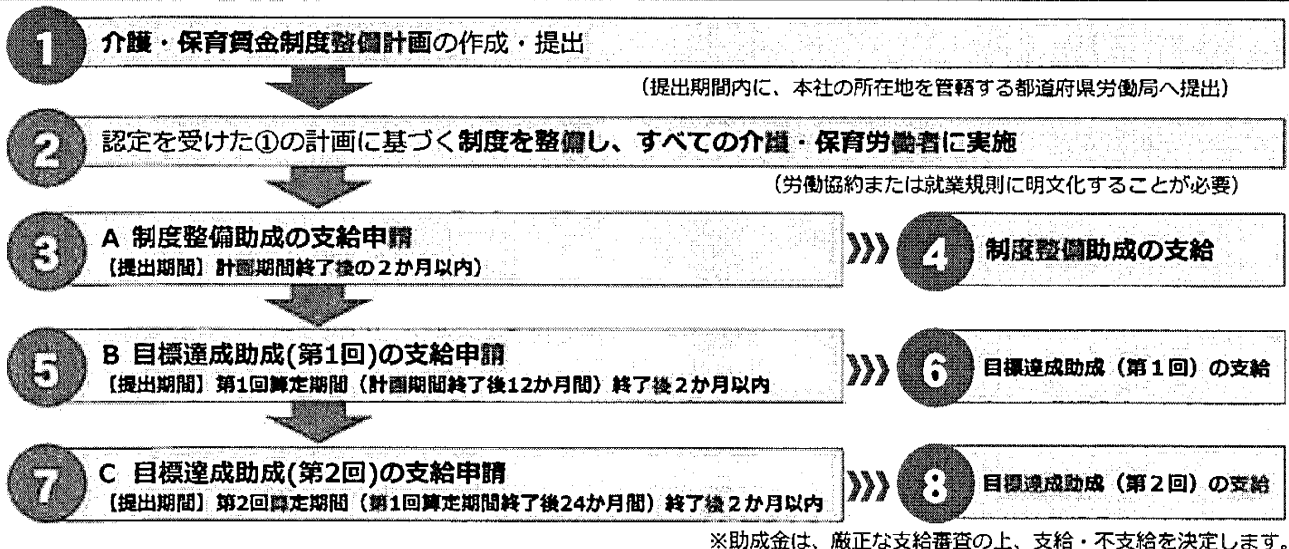 1 介護・保育賃金制度整備計画の作成・提出
(提出期間内に、本社の所在地を管轄する都道府県労働局へ提出)
2 認定を受けた①の計画に基づく制度を整備し、すべての介護・保育労働者に実施
(労働協約または就業規則に明文化することが必要)
3 A 制度整備助成の支給申請
【提出期間】計画期間終了後の2か月以内)
》》 4 制度整備助成の支給
5 B 目標達成助成(第1回)の支給申請
【提出期間】第1回算定期間（計画期間終了後12か月間）終了後2か月以内
》》 6 目標達成助成（第1回）の支給
7 C 目標達成助成(第2回)の支給申請
【提出期間】第2回算定期間（第1回算定期間終了後24か月間）終了後2か月以内
》》 8 目標達成助成（第2回）の支給
※助成金は、厳正な支給審査の上、支給・不支給を決定します。